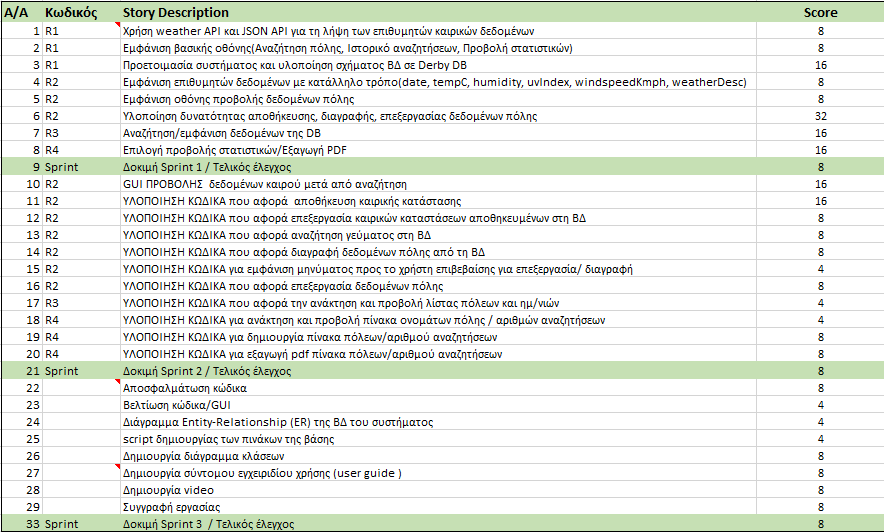 Α/Α Κωδικός Story Description Score
1 R1 Χρήση weather API και JSON API για τη λήψη των επιθυμητών καιρικών δεδομένων 8
2 R1 Εμφάνιση βασικής οθόνης(Αναζήτηση πόλης, Ιστορικό αναζητήσεων, Προβολή στατιστικών) 8
3 R1 Προετοιμασία συστήματος και υλοποίηση σχήματος ΒΔ σε Derby DB 16
4 R2 Εμφάνιση επιθυμητών δεδομένων με κατάλληλο τρόπο(date, tempC, humidity, uvIndex, windspeedKmph, weatherDesc) 8
5 R2 Εμφάνιση οθόνης προβολής δεδομένων πόλης 8
6 R2 Υλοποίηση δυνατότητας αποθήκευσης, διαγραφής, επεξεργασίας δεδομένων πόλης 32
7 R3 Αναζήτηση/εμφάνιση δεδομένων της DB 16
8 R4 Επιλογή προβολής στατιστικών/Εξαγωγή PDF 16
9 Sprint Δοκιμή Sprint 1 / Τελικός έλεγχος 8
10 R2 GUI ΠΡΟΒΟΛΗΣ δεδομένων καιρού μετά από αναζήτηση 16
11 R2 ΥΛΟΠΟΙΗΣΗ ΚΩΔΙΚΑ που αφορά αποθήκευση καιρικής κατάστασης 16
12 R2 ΥΛΟΠΟΙΗΣΗ ΚΩΔΙΚΑ που αφορά επεξεργασία καιρικών καταστάσεων αποθηκευμένων στη ΒΔ 8
13 R2 ΥΛΟΠΟΙΗΣΗ ΚΩΔΙΚΑ που αφορά αναζήτηση γεύματος στη ΒΔ 8
14 R2 ΥΛΟΠΟΙΗΣΗ ΚΩΔΙΚΑ που αφορά διαγραφή δεδομένων πόλης από τη ΒΔ 8
15 R2 ΥΛΟΠΟΙΗΣΗ ΚΩΔΙΚΑ για εμφάνιση μηνύματος προς το χρήστη επιβεβαίσης για επεξεργασία/ διαγραφή 4
16 R2 ΥΛΟΠΟΙΗΣΗ ΚΩΔΙΚΑ που αφορά επεξεργασία δεδομένων πόλης 8
17 R3 ΥΛΟΠΟΙΗΣΗ ΚΩΔΙΚΑ που αφορά την ανάκτηση και προβολή λίστας πόλεων και ημ/νιών 4
18 R4 ΥΛΟΠΟΙΗΣΗ ΚΩΔΙΚΑ για ανάκτηση και προβολή πίνακα ονομάτων πόλης / αριθμών αναζητήσεων 4
19 R4 ΥΛΟΠΟΙΗΣΗ ΚΩΔΙΚΑ για δημιουργία πίνακα πόλεων/αριθμού αναζητήσεων 8
20 R4 ΥΛΟΠΟΙΗΣΗ ΚΩΔΙΚΑ για εξαγωγή pdf πίνακα πόλεων/αριθμού αναζητήσεων 8
21 Sprint Δοκιμή Sprint 2 / Τελικός έλεγχος 8
22 Αποσφαλμάτωση κώδικα 8
23 Βελτίωση κώδικα/GUI 4
24 Διάγραμμα Entity-Relationship (ER) της ΒΔ του συστήματος 4
25 script δημιουργίας των πινάκων της βάσης 4
26 Δημιουργία διάγραμμα κλάσεων 8
27 Δημιουργία σύντομου εγχειριδίου χρήσης (user guide ) 8
28 Δημιουργία video 8
29 Συγγραφή εργασίας 8
33 Sprint Δοκιμή Sprint 3 / Τελικός έλεγχος 8